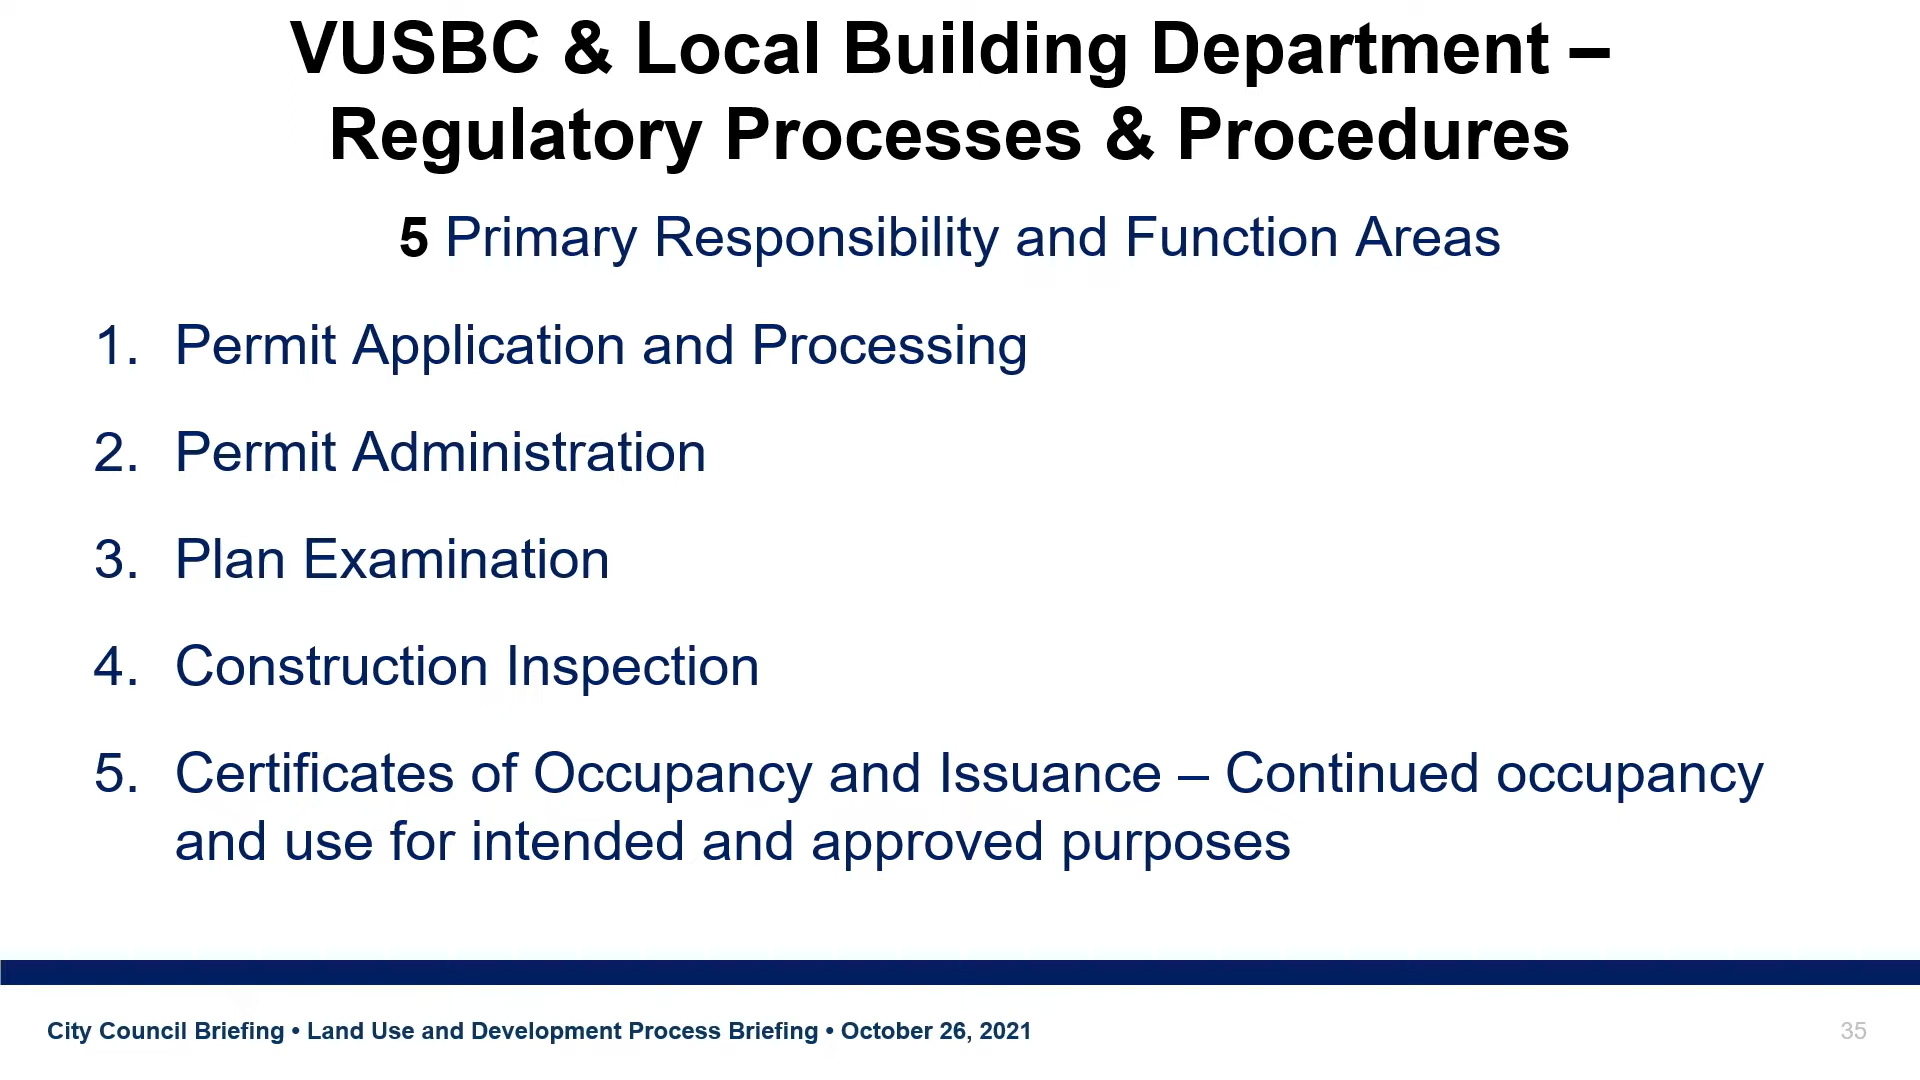 VUSBC & Local Building Department –
Regulatory Processes & Procedures
5 Primary Responsibility and Function Areas
1. Permit Application and Processing
2. Permit Administration
3. Plan Examination
4. Construction Inspection
5. Certificates of Occupancy and Issuance – Continued occupancy
and use for intended and approved purposes
City Council Briefing • Land Use and Development Process Briefing • October 26, 2021
35